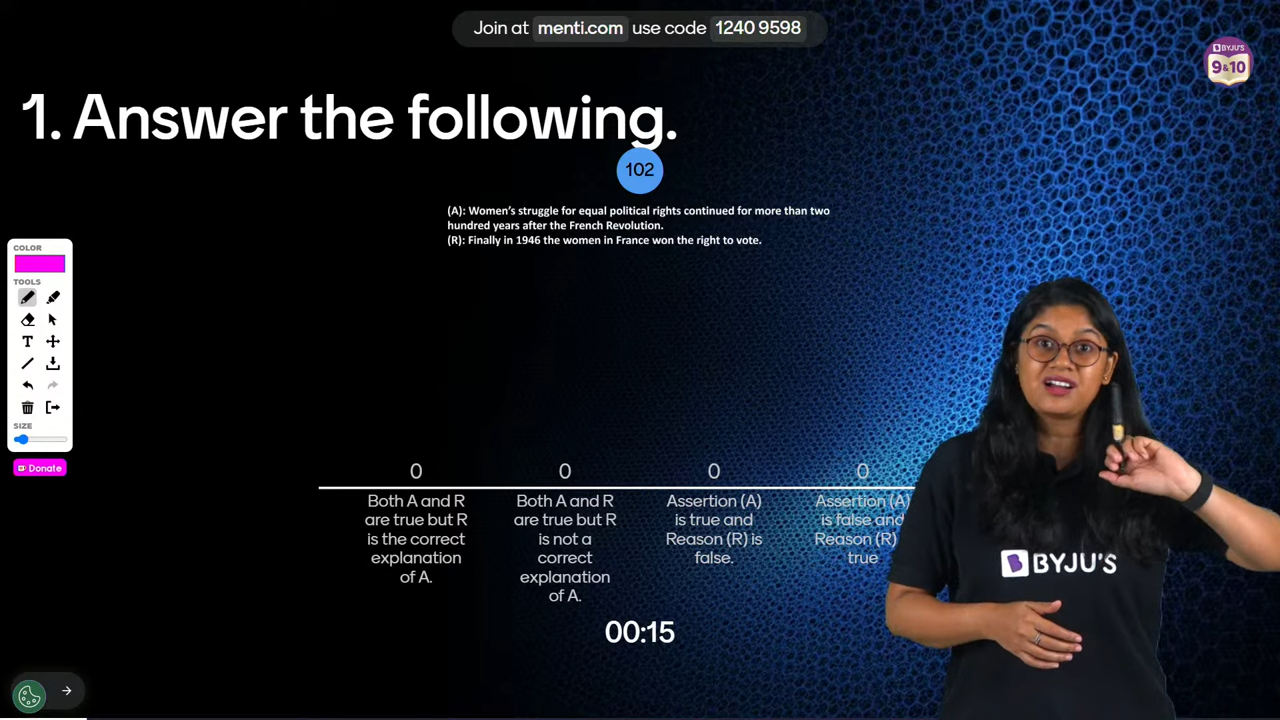 Join at menti.com use code 1240 9598
BYJU'S
9&10
1. Answer the following.
102
(A): Women's struggle for equal political rights continued for more than two
hundred years after the French Revolution.
(R): Finally in 1946 the women in France won the right to vote.
COLOR
TOOLS
T
SIZE
Donate
0
0
0
0
Both A and R
are true but R
is the correct
explanation
of A.
Both A and R
are true but R
is not a
correct
explanation
of A.
Assertion (A)
is true and
Reason (R) is
false.
Assertion (A)
is false and
Reason (R)
true
00:15
BYJU'S